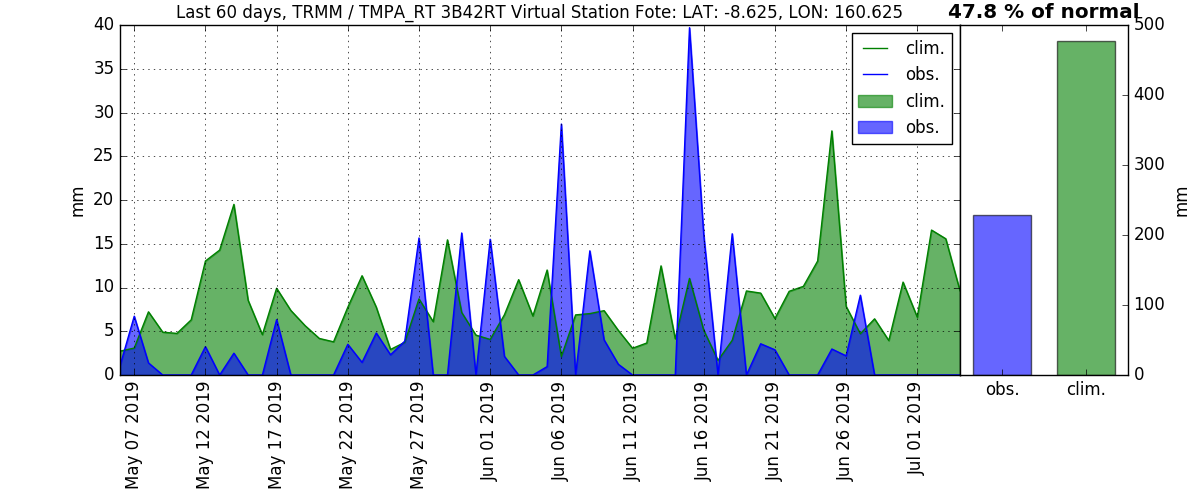 Last 60 days, TRMM / TMPA_RT 3B42RT Virtual Station Fote: LAT: -8.625, LON: 160.625
47.8 % of normal
40
35
30
25
20
15
10
5
0
mm
clim.
obs.
clim.
obs.
May 07 2019
May 12 2019
May 17 2019
May 22 2019
May 27 2019
Jun 01 2019
Jun 06 2019
Jun 11 2019
Jun 16 2019
Jun 21 2019
Jun 26 2019
Jul 01 2019
500
400
300
200
100
0
mm
obs.
clim.